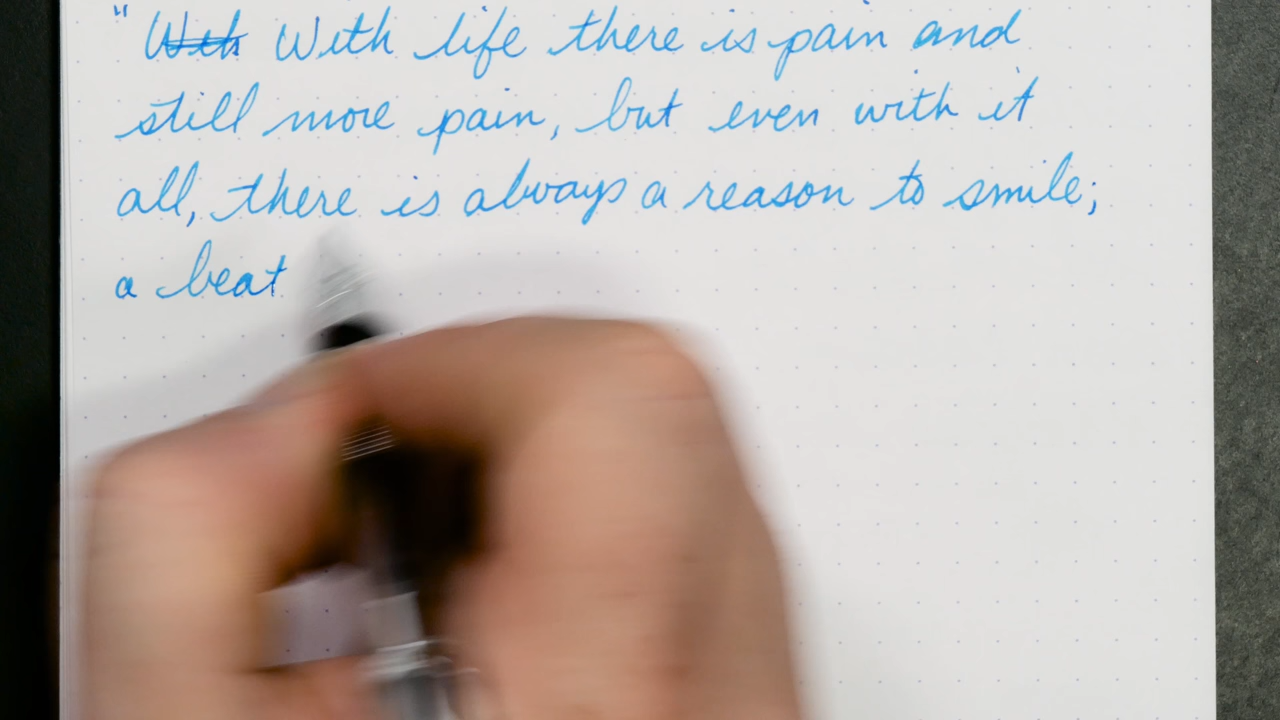 " With With life there is pain and
still more pain, but even with it
all, there is always a reason to smile;
a beat